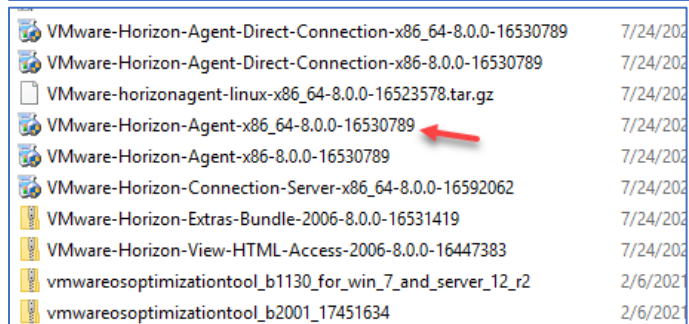 VMware-Horizon-Agent-Direct-Connection-x86_64-8.0.0-16530789 7/24/202
VMware-Horizon-Agent-Direct-Connection-x86-8.0.0-16530789 7/24/202
VMware-horizonagent-linux-x86_64-8.0.0-16523578.tar.gz 7/24/202
VMware-Horizon-Agent-x86_64-8.0.0-16530789 7/24/202
VMware-Horizon-Agent-x86-8.0.0-16530789 7/24/202
VMware-Horizon-Connection-Server-x86_64-8.0.0-16592062 7/24/202
VMware-Horizon-Extras-Bundle-2006-8.0.0-16531419 7/24/202
VMware-Horizon-View-HTML-Access-2006-8.0.0-16447383 7/24/202
vmwareosoptimizationtool_b1130_for_win_7_and_server_12_r2 2/6/2021
vmwareosoptimizationtool_b2001_17451634 2/6/2021